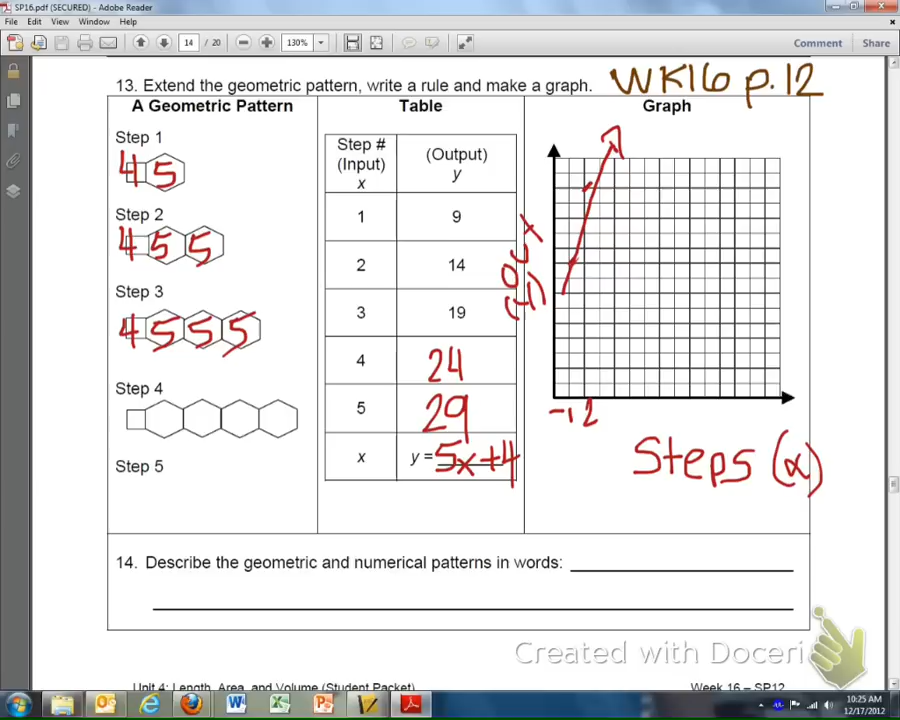 SP16.pdf (SECURED) - Adobe Reader
File Edit View Window Help
14 / 20 130% Comment Share
13. Extend the geometric pattern, write a rule and make a graph. WK16 p.12
A Geometric Pattern Table Graph
Step 1
4 5
Step 2
4 5 5
Step 3
4 5 5 5
Step 4
Step 5
Step # (Output)
(Input) y
x
1 9
2 14
3 19
4 24
5 29
x y = 5x+4
(y) Out
1 2
Steps (x)
14. Describe the geometric and numerical patterns in words:
Created with Doceri
Unit 4: Length, Area, and Volume (Student Packet) Week 16 – SP12
10:25 AM
12/17/2012